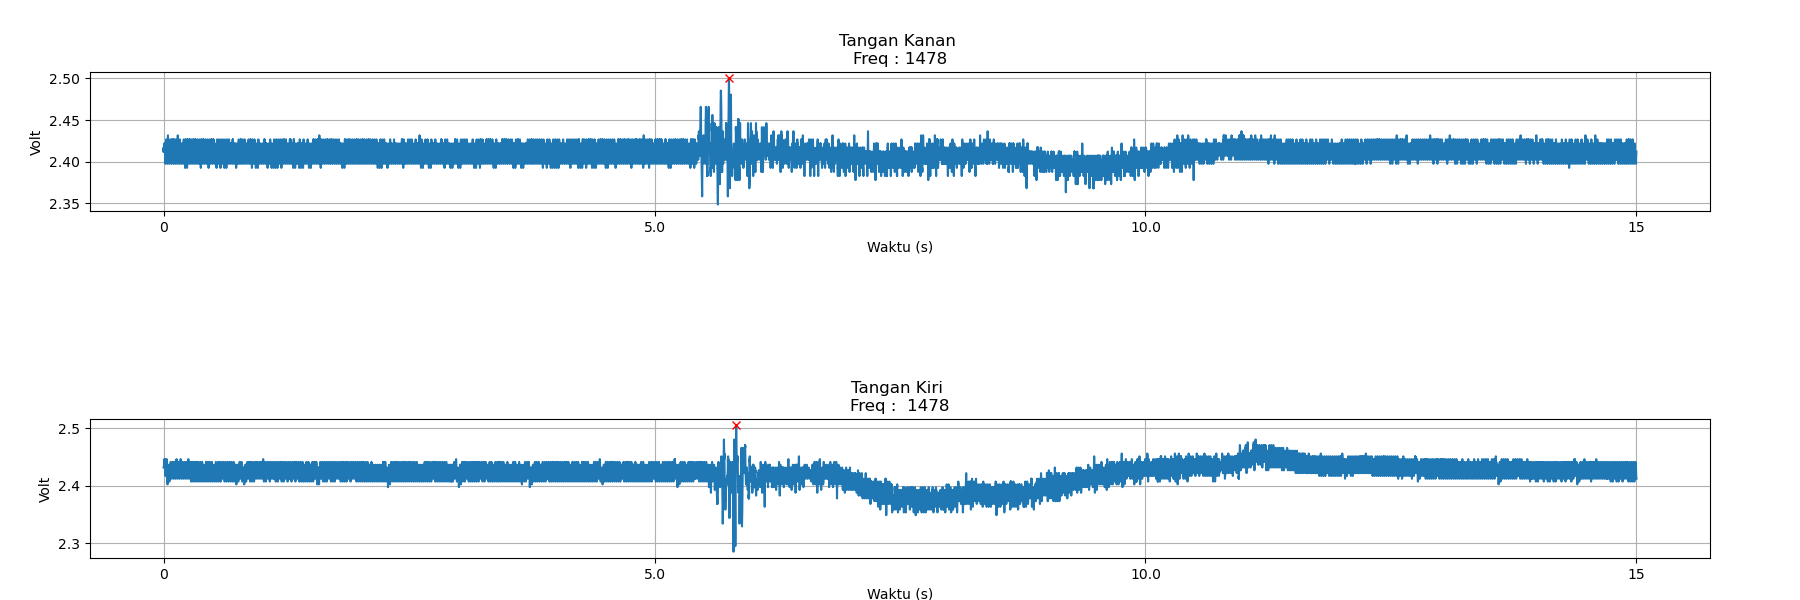 Tangan Kanan
Freq : 1478
2.50
2.45
2.40
2.35
Volt
0 5.0 10.0 15
Waktu (s)
Tangan Kiri
Freq :  1478
2.5
2.4
2.3
Volt
0 5.0 10.0 15
Waktu (s)